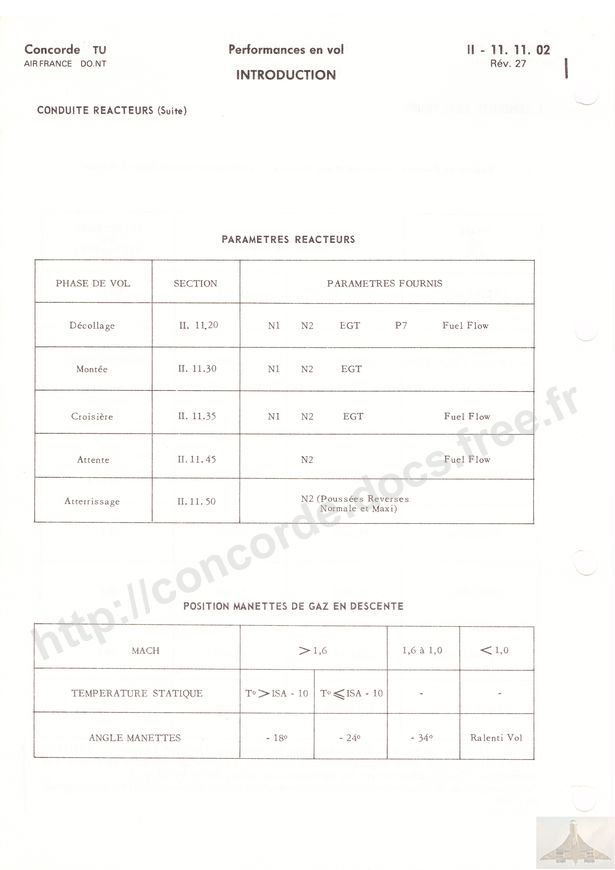 Concorde TU
AIR FRANCE DO.NT
Performances en vol
INTRODUCTION
II - 11. 11. 02
Rév. 27
CONDUITE REACTEURS (Suite)
PARAMETRES REACTEURS
PHASE DE VOL SECTION PARAMETRES FOURNIS
Décollage II. 11.20 N1 N2 EGT P7 Fuel Flow
Montée II. 11.30 N1 N2 EGT
Croisière II. 11.35 N1 N2 EGT Fuel Flow
Attente II. 11.45 N2 Fuel Flow
Atterrissage II. 11.50 N2 (Poussées Reverses
Normale et Maxi)
POSITION MANETTES DE GAZ EN DESCENTE
MACH > 1,6 1,6 à 1,0 < 1,0
TEMPERATURE STATIQUE Tº > ISA - 10 Tº ⩽ ISA - 10 - -
ANGLE MANETTES - 18º - 24º - 34º Ralenti Vol
http://concorde.docs.free.fr